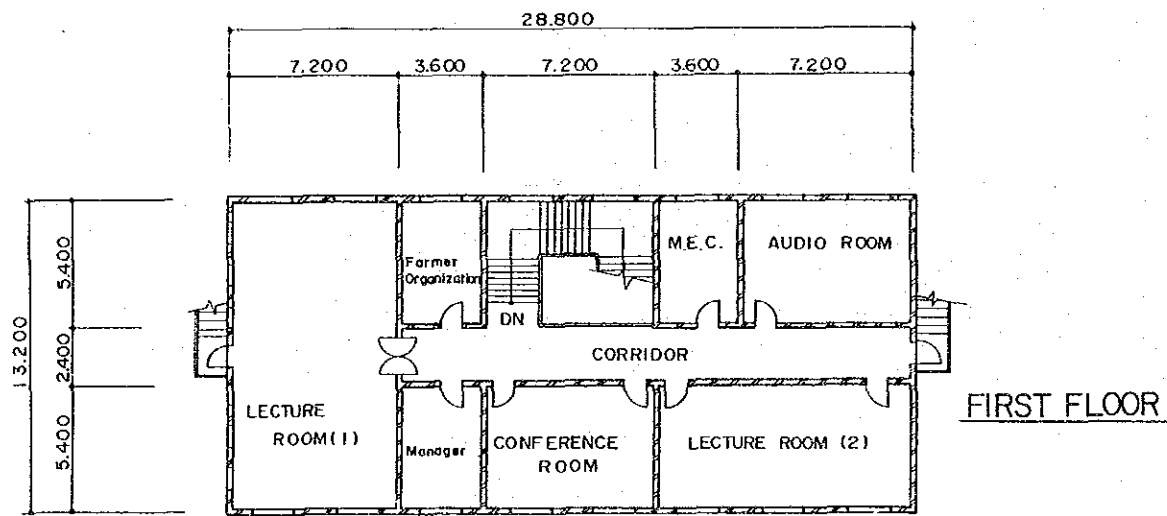 28.800
7.200 3.600 7.200 3.600 7.200
5.400
2.400
5.400
13.200
Farmer
Organization
M.E.C.
AUDIO ROOM
DN
CORRIDOR
LECTURE
ROOM(1)
Manager
CONFERENCE
ROOM
LECTURE ROOM (2)
FIRST FLOOR